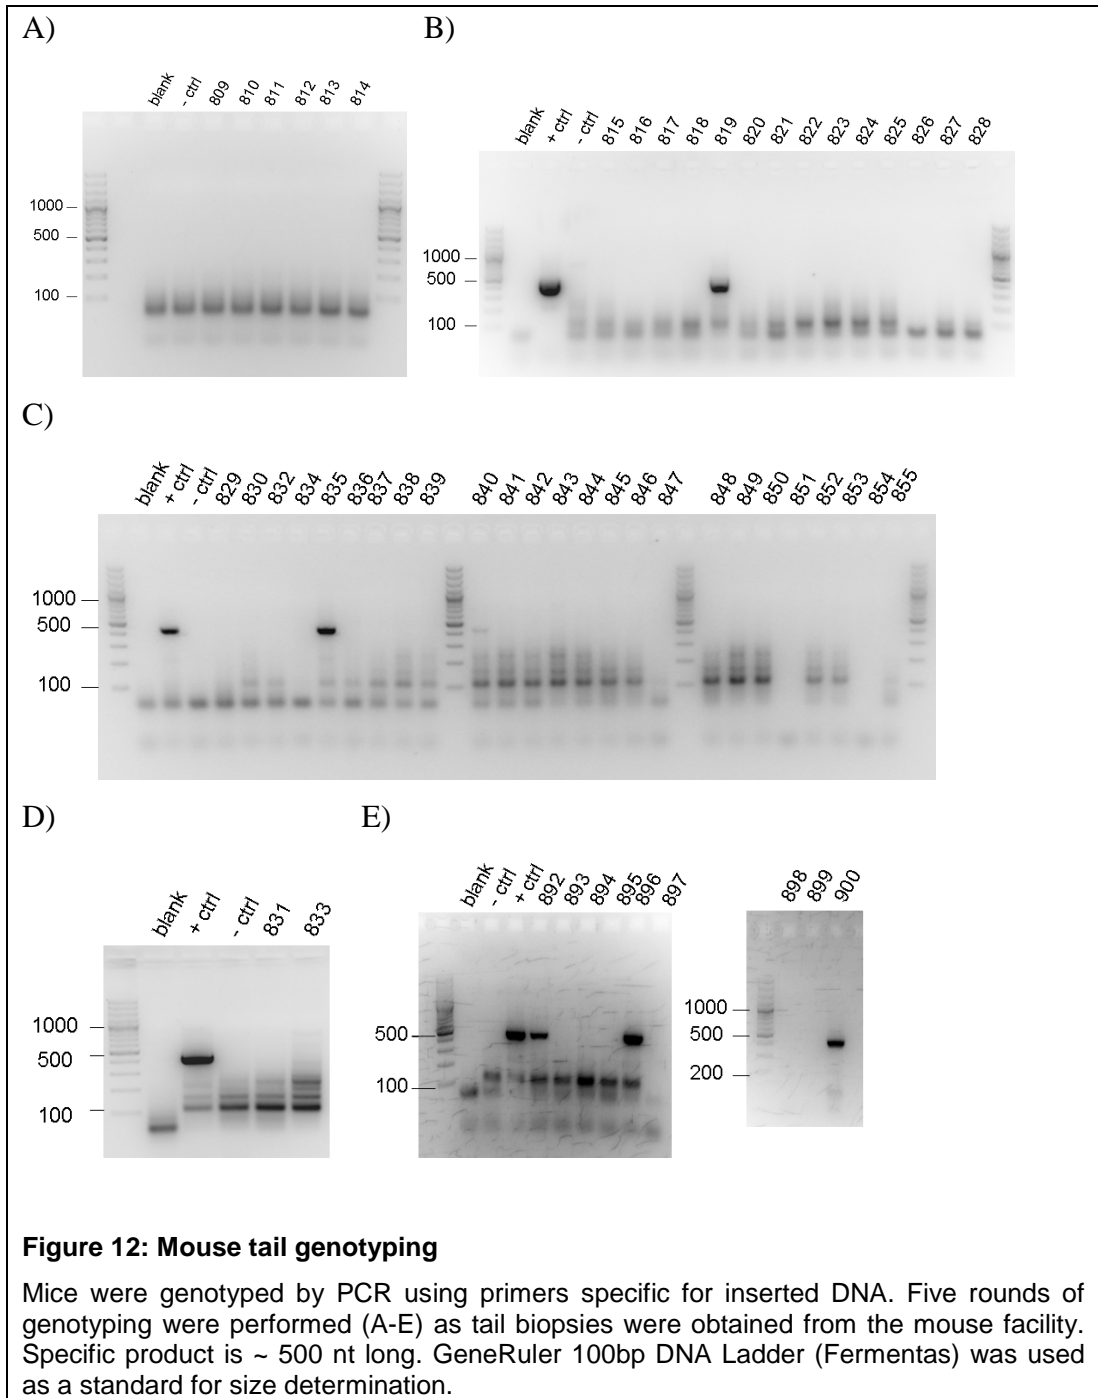 A)
blank - ctrl 809 810 811 812 813 814
1000
500
100
B)
blank + ctrl - ctrl 815 816 817 818 819 820 821 822 823 824 825 826 827 828
1000
500
100
C)
blank + ctrl - ctrl 829 830 832 834 835 836 837 838 839 840 841 842 843 844 845 846 847 848 849 850 851 852 853 854 855
1000
500
100
D)
blank + ctrl - ctrl 831 833
1000
500
100
E)
blank - ctrl + ctrl 892 893 894 895 896 897
500
100
898 899 900
1000
500
200
Figure 12: Mouse tail genotyping
Mice were genotyped by PCR using primers specific for inserted DNA. Five rounds of
genotyping were performed (A-E) as tail biopsies were obtained from the mouse facility.
Specific product is ~ 500 nt long. GeneRuler 100bp DNA Ladder (Fermentas) was used
as a standard for size determination.